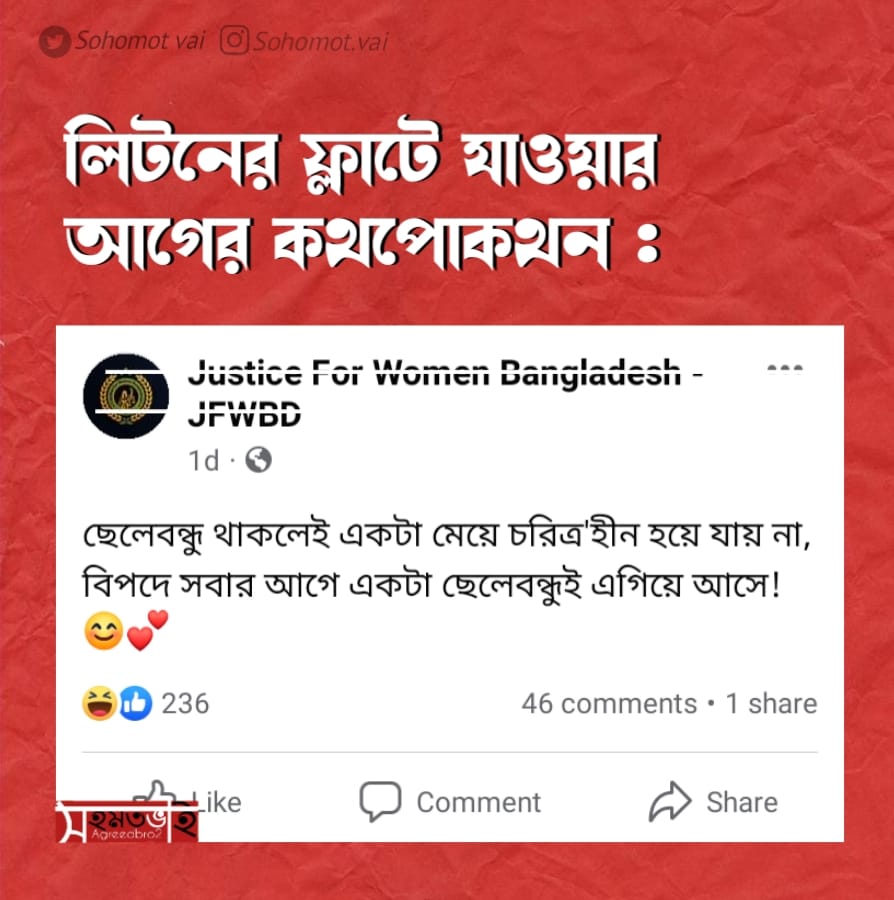 Sohomot vai Sohomot.vai
লিটনের ফ্লাটে যাওয়ার
আগের কথপোকথন :
Justice For Women Bangladesh -
JFWBD
1d ·
ছেলেবন্ধু থাকলেই একটা মেয়ে চরিত্র'হীন হয়ে যায় না,
বিপদে সবার আগে একটা ছেলেবন্ধুই এগিয়ে আসে!
😊💕
236 46 comments • 1 share
Like Comment Share
সহমতভাই
Agreeabro2